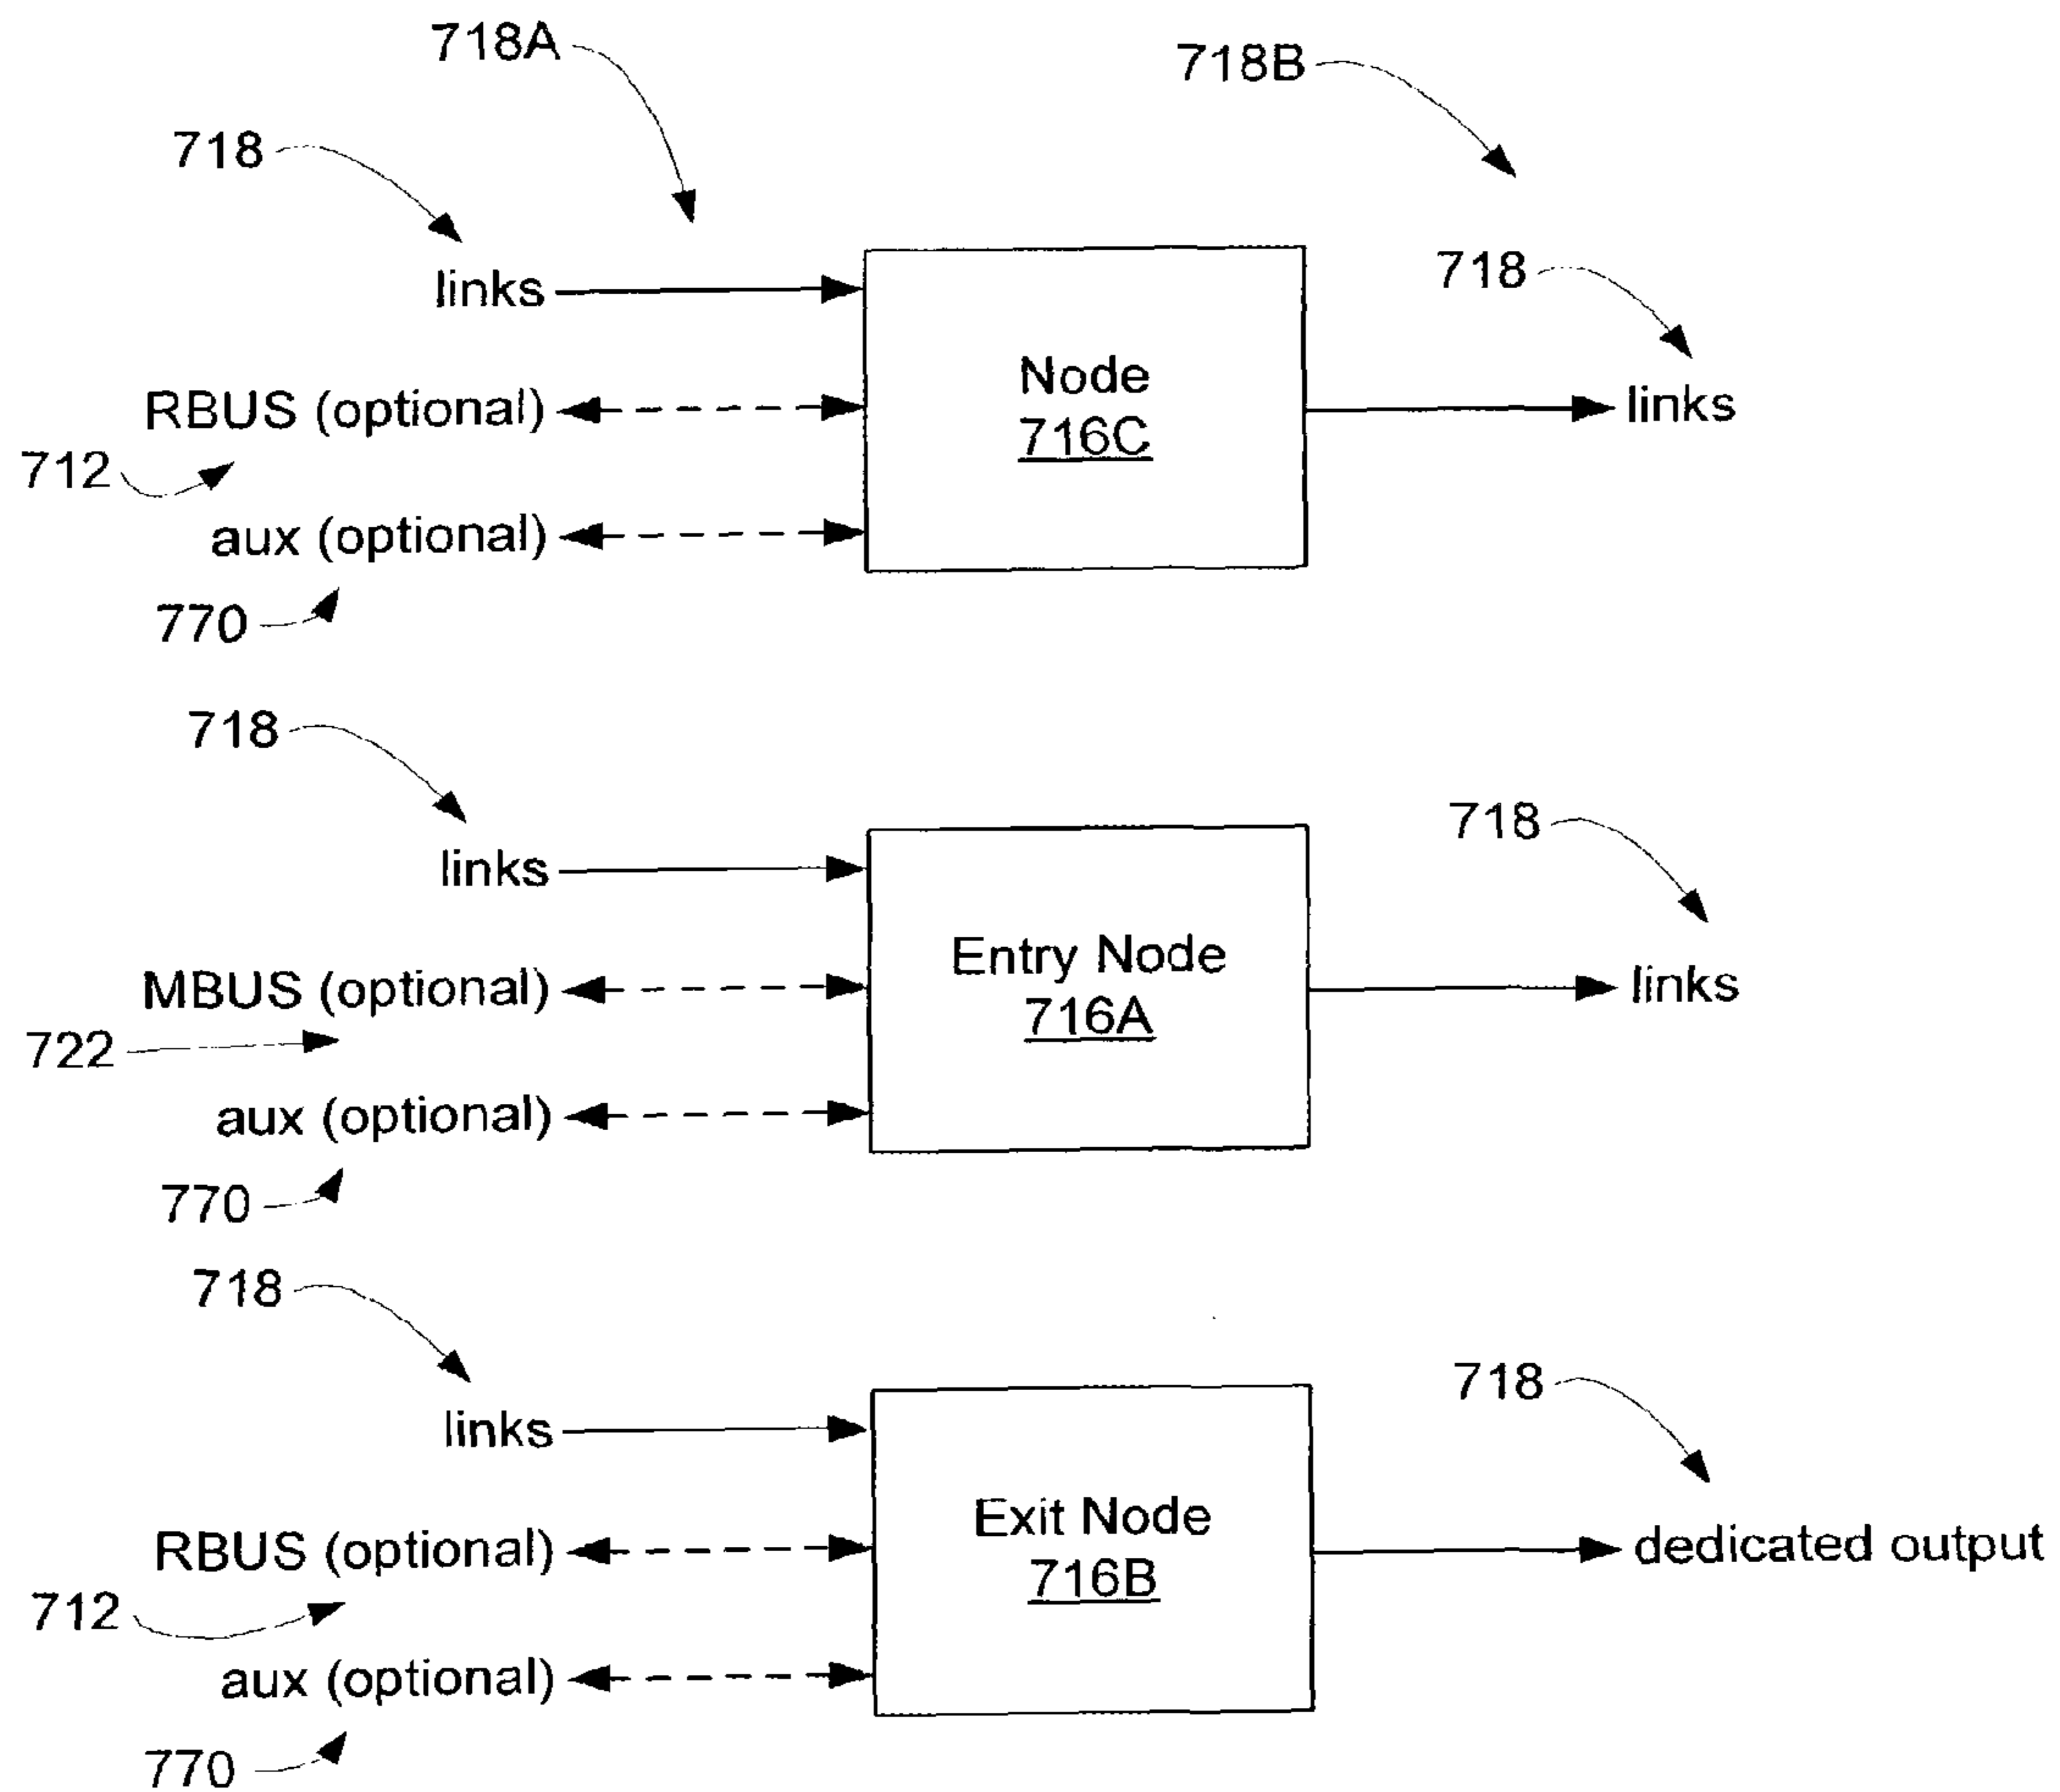 718A
718B
718
718
links
Node
716C
links
RBUS (optional)
712
aux (optional)
770
718
718
links
Entry Node
716A
links
MBUS (optional)
722
aux (optional)
770
718
718
links
Exit Node
716B
dedicated output
RBUS (optional)
712
aux (optional)
770